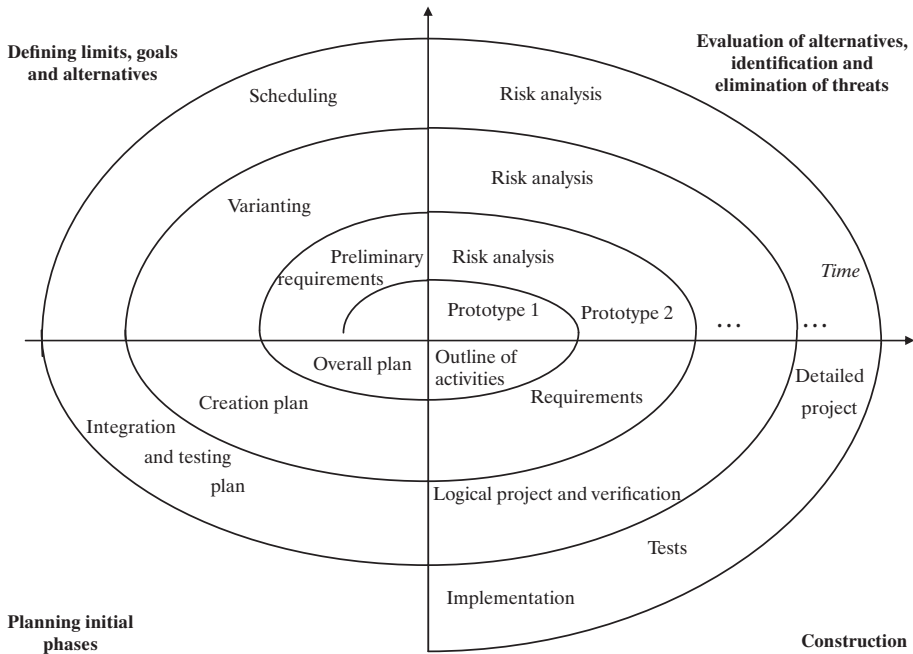 Defining limits, goals
and alternatives
Evaluation of alternatives,
identification and
elimination of threats
Scheduling
Risk analysis
Varianting
Risk analysis
Preliminary
requirements
Risk analysis
Time
Prototype 1
Prototype 2
...
...
Overall plan
Outline of
activities
Detailed
project
Creation plan
Requirements
Integration
and testing
plan
Logical project and verification
Tests
Implementation
Planning initial
phases
Construction